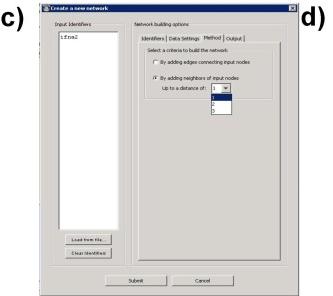 c)
d)
Create a new network
Input Identifiers
ifna2
Load from file...
Clear Identifiers
Network building options
Identifiers Data Settings Method Output
Select a criteria to build the network
By adding edges connecting input nodes
By adding neighbors of input nodes
Up to a distance of: 1
1
2
3
Submit Cancel